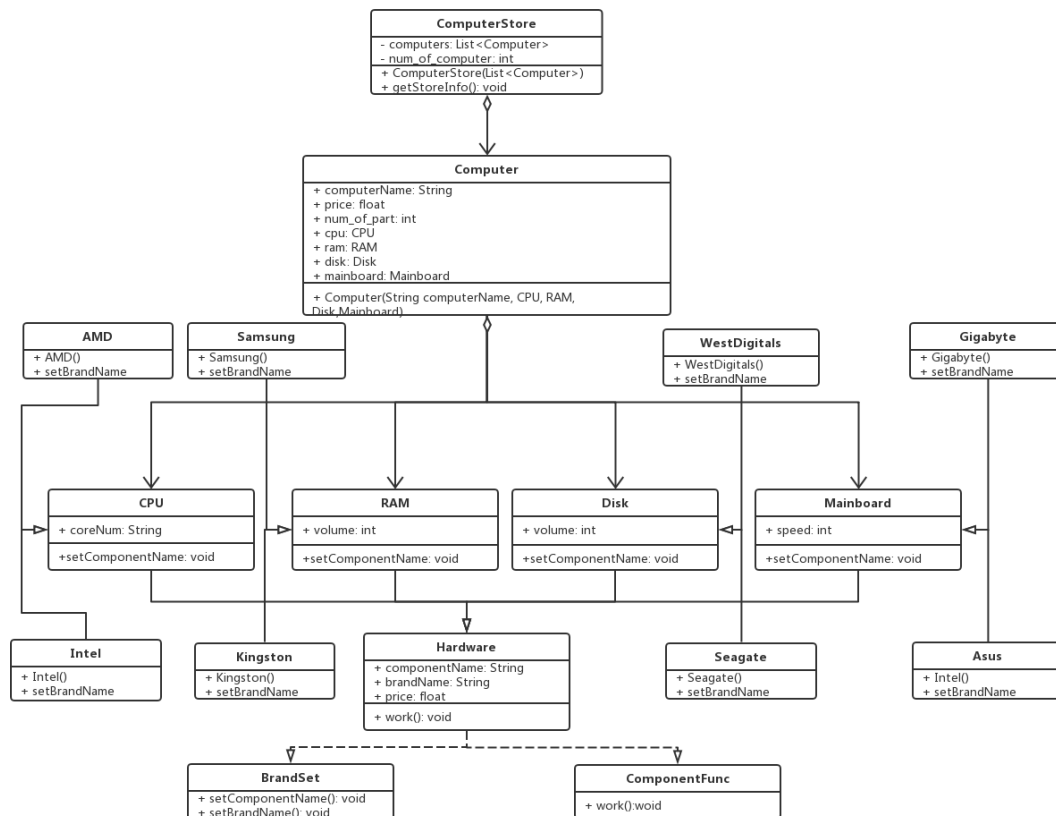 ComputerStore
- computers: List<Computer>
- num_of_computer: int
+ ComputerStore(List<Computer>)
+ getStoreInfo(): void
Computer
+ computerName: String
+ price: float
+ num_of_part: int
+ cpu: CPU
+ ram: RAM
+ disk: Disk
+ mainboard: Mainboard
+ Computer(String computerName, CPU, RAM,
Disk,Mainboard)
AMD
+ AMD()
+ setBrandName
Samsung
+ Samsung()
+ setBrandName
WestDigitals
+ WestDigitals()
+ setBrandName
Gigabyte
+ Gigabyte()
+ setBrandName
CPU
+ coreNum: String
+setComponentName: void
RAM
+ volume: int
+setComponentName: void
Disk
+ volume: int
+setComponentName: void
Mainboard
+ speed: int
+setComponentName: void
Intel
+ Intel()
+ setBrandName
Kingston
+ Kingston()
+ setBrandName
Hardware
+ componentName: String
+ brandName: String
+ price: float
+ work(): void
Seagate
+ Seagate()
+ setBrandName
Asus
+ Intel()
+ setBrandName
BrandSet
+ setComponentName(): void
+ setBrandName(): void
ComponentFunc
+ work():woid